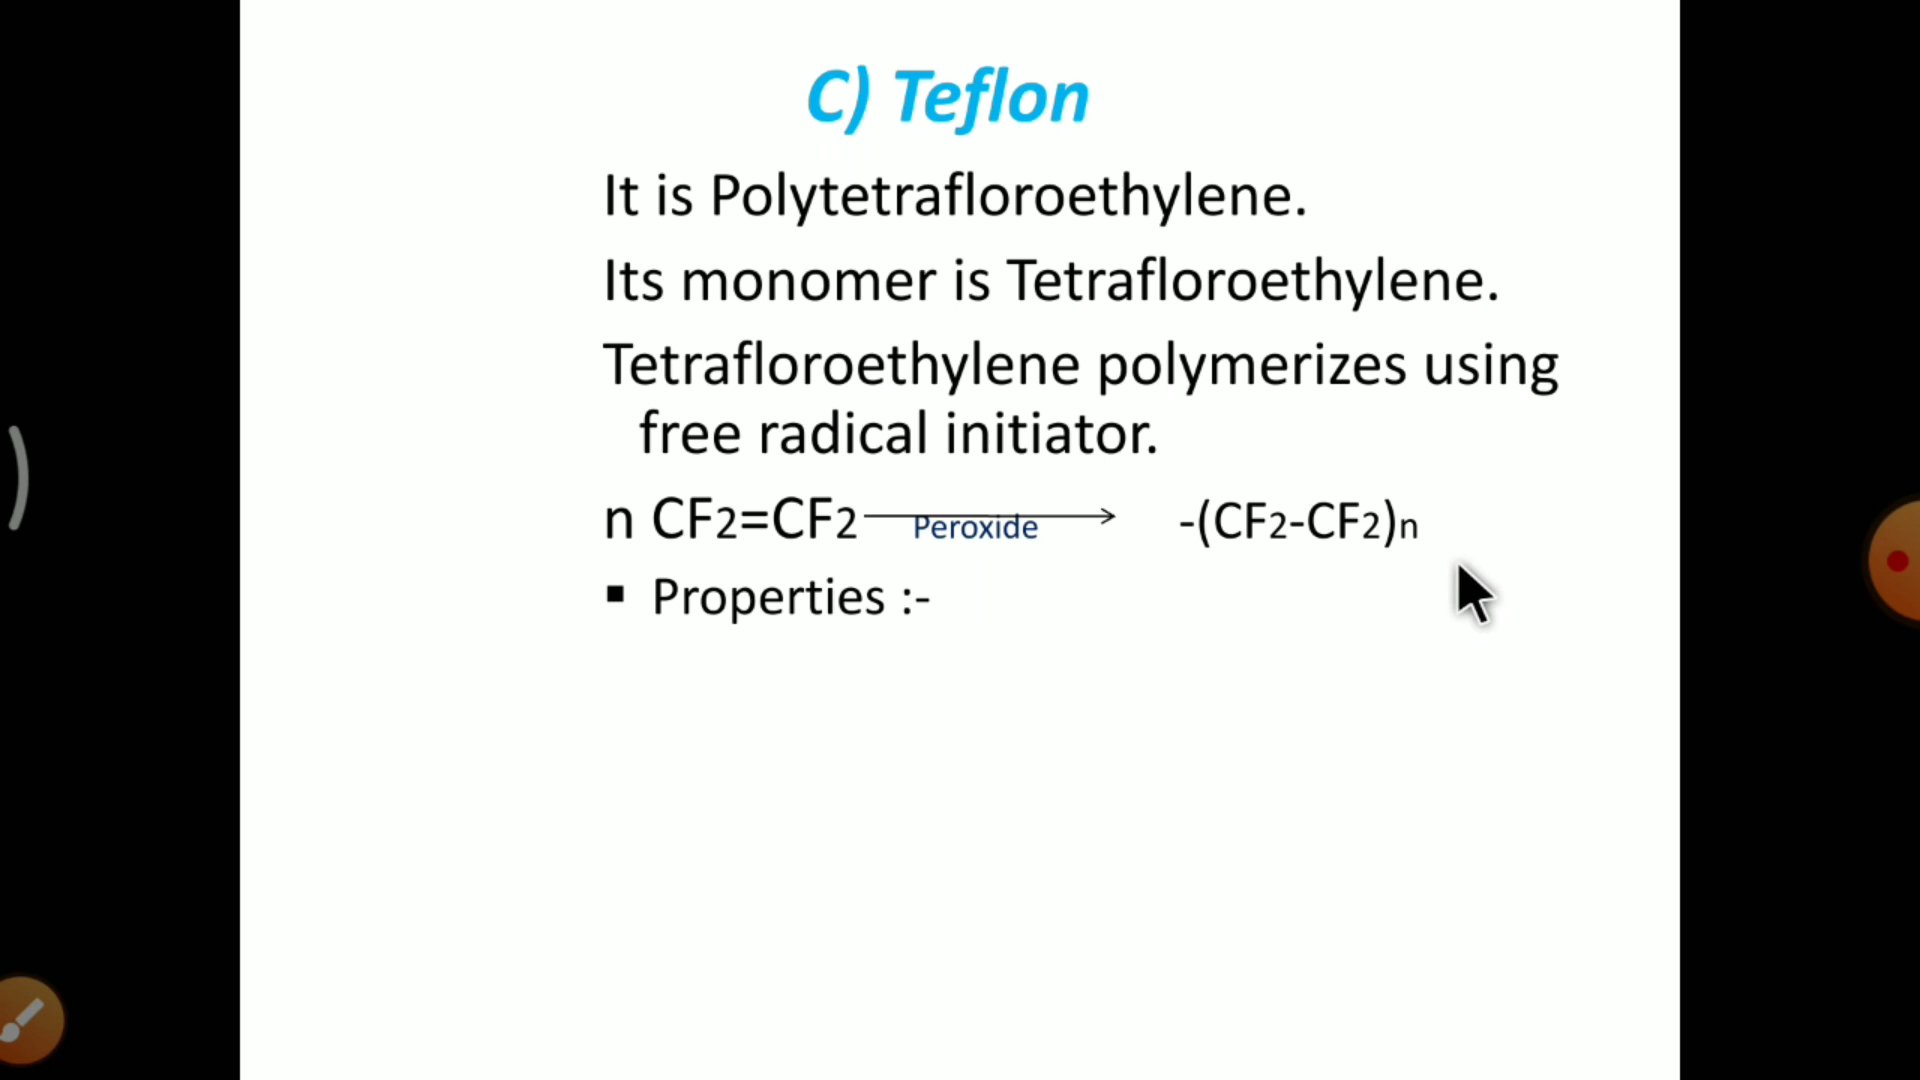 C) Teflon
It is Polytetrafloroethylene.
Its monomer is Tetrafloroethylene.
Tetrafloroethylene polymerizes using
free radical initiator.
n CF2=CF2 Peroxide -(CF2-CF2)n
▪ Properties :-